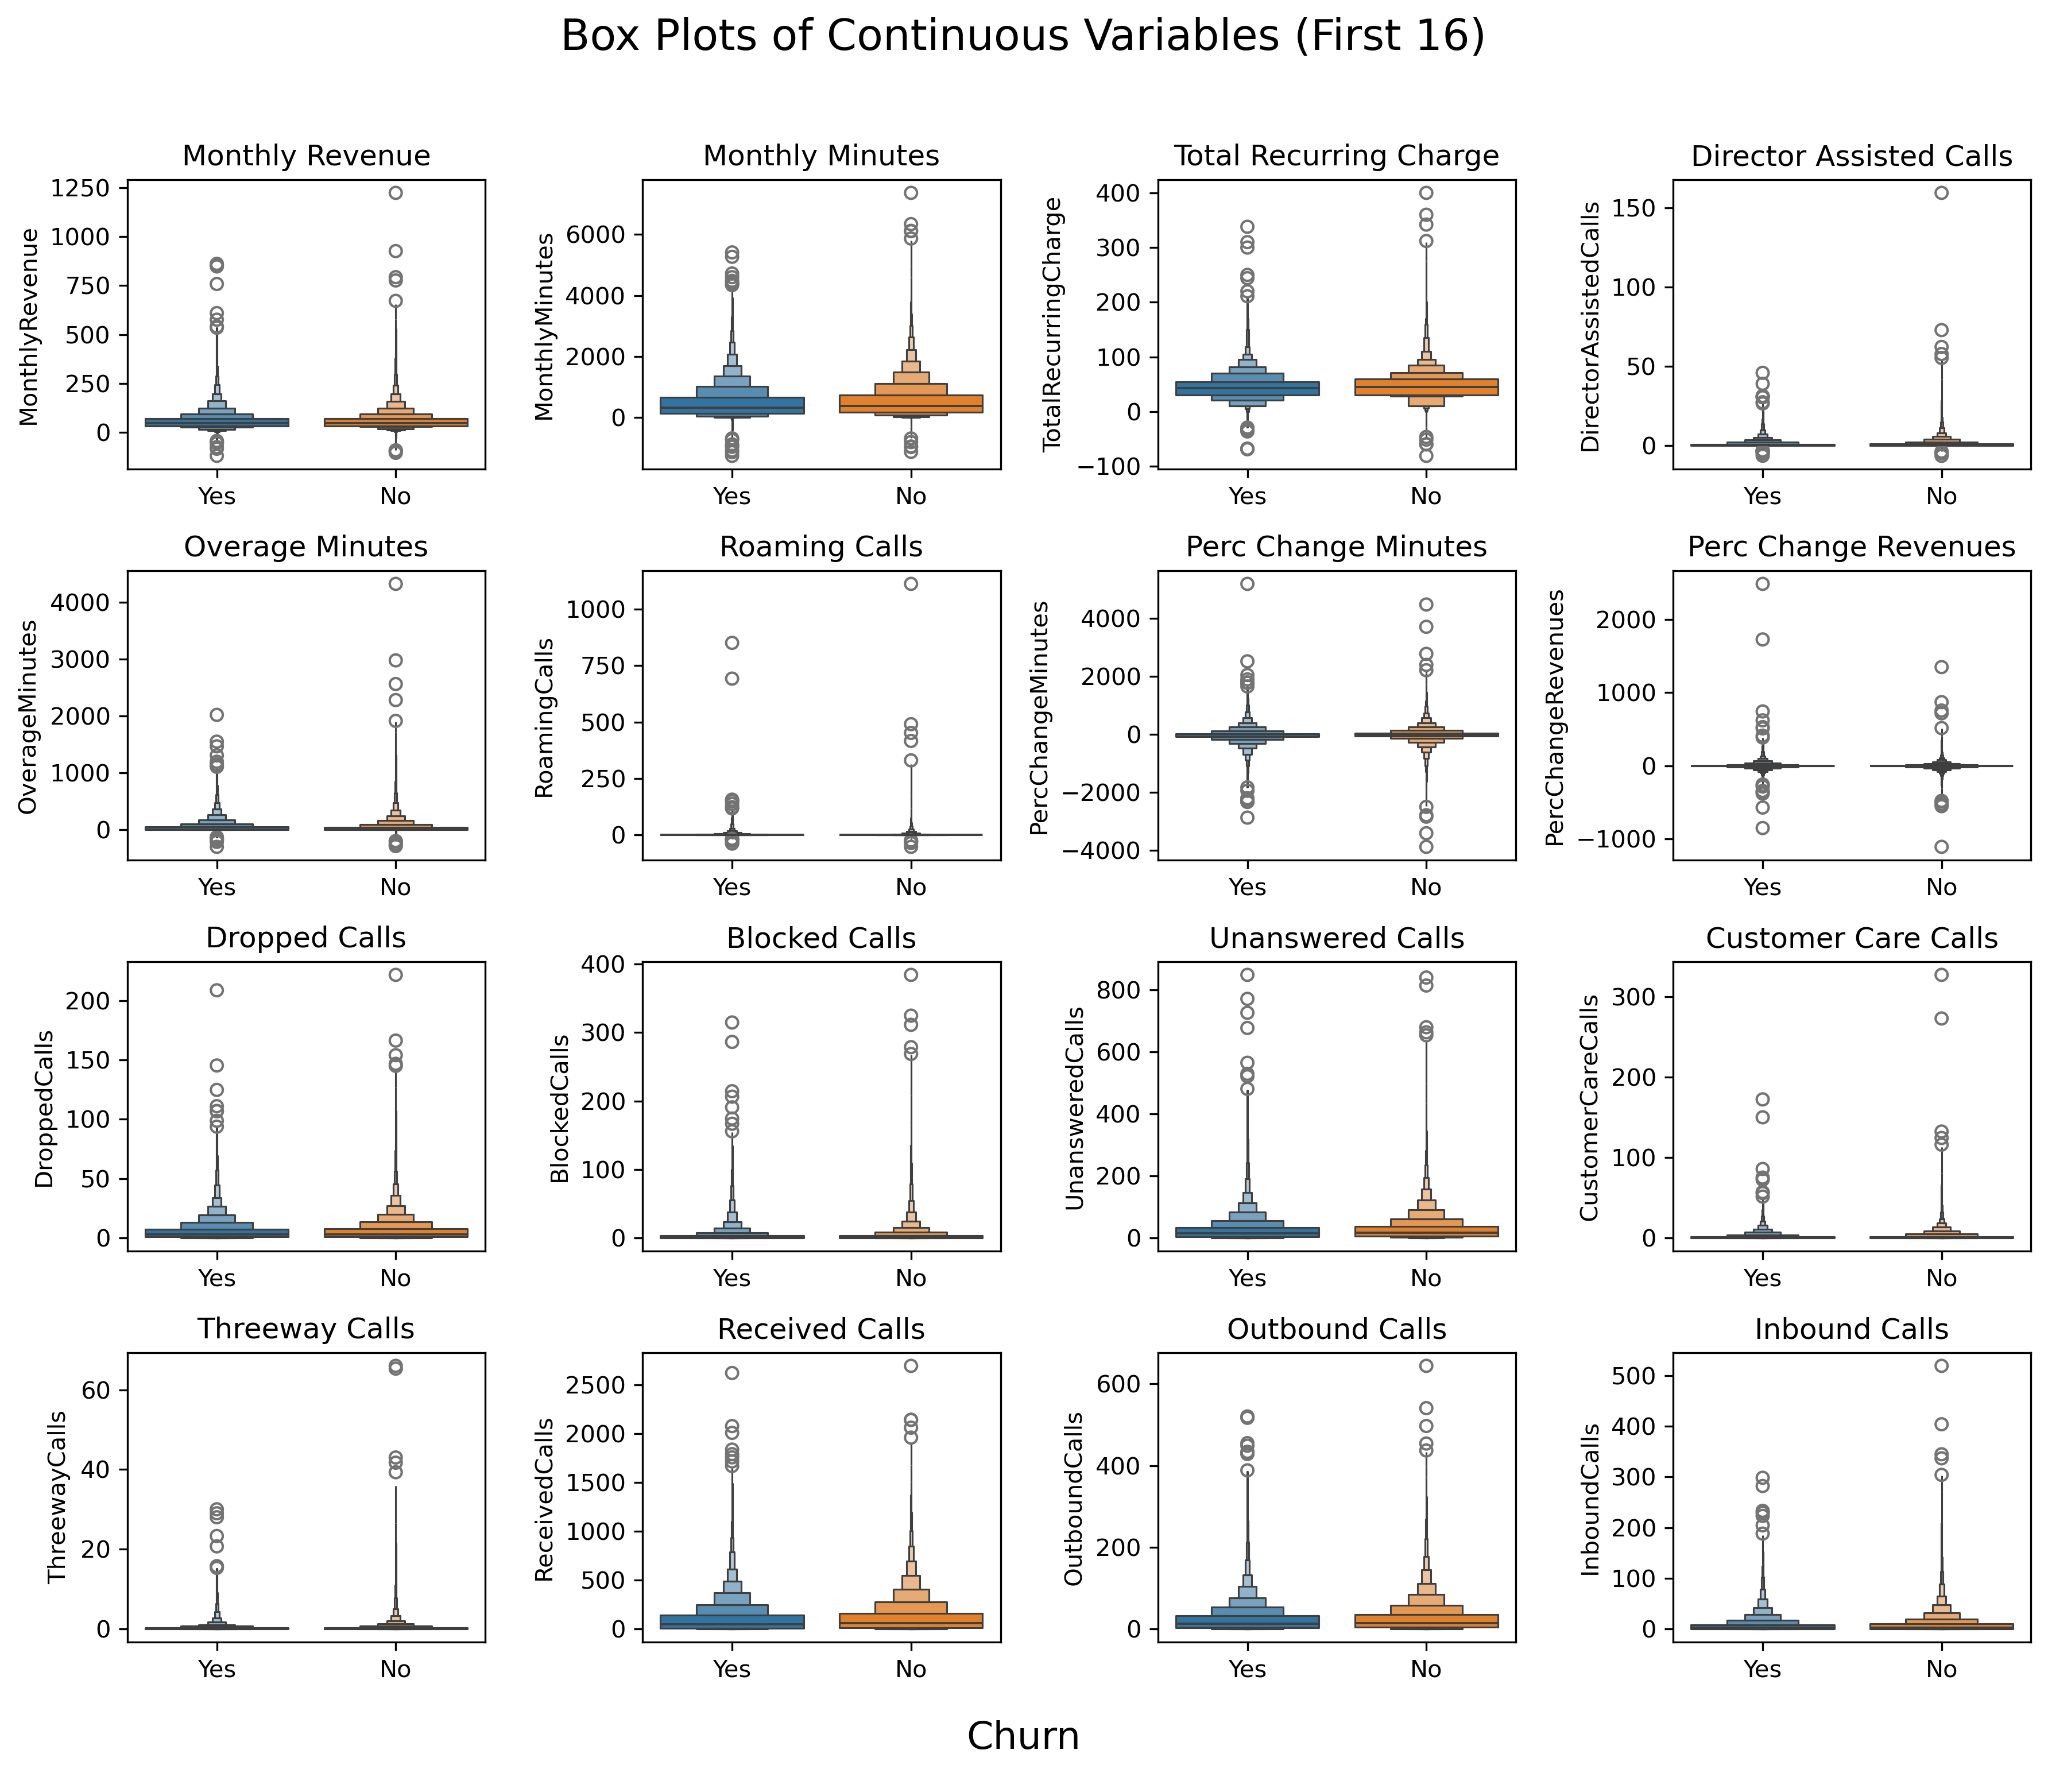 Box Plots of Continuous Variables (First 16)
Monthly Revenue
MonthlyRevenue
1250
1000
750
500
250
0
Yes
No
Monthly Minutes
MonthlyMinutes
6000
4000
2000
0
Yes
No
Total Recurring Charge
TotalRecurringCharge
400
300
200
100
0
−100
Yes
No
Director Assisted Calls
DirectorAssistedCalls
150
100
50
0
Yes
No
Overage Minutes
OverageMinutes
4000
3000
2000
1000
0
Yes
No
Roaming Calls
RoamingCalls
1000
750
500
250
0
Yes
No
Perc Change Minutes
PercChangeMinutes
4000
2000
0
−2000
−4000
Yes
No
Perc Change Revenues
PercChangeRevenues
2000
1000
0
−1000
Yes
No
Dropped Calls
DroppedCalls
200
150
100
50
0
Yes
No
Blocked Calls
BlockedCalls
400
300
200
100
0
Yes
No
Unanswered Calls
UnansweredCalls
800
600
400
200
0
Yes
No
Customer Care Calls
CustomerCareCalls
300
200
100
0
Yes
No
Threeway Calls
ThreewayCalls
60
40
20
0
Yes
No
Received Calls
ReceivedCalls
2500
2000
1500
1000
500
0
Yes
No
Outbound Calls
OutboundCalls
600
400
200
0
Yes
No
Inbound Calls
InboundCalls
500
400
300
200
100
0
Yes
No
Churn